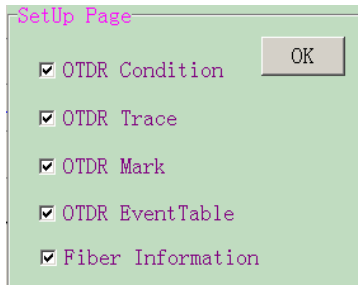 SetUp Page
OK
OTDR Condition
OTDR Trace
OTDR Mark
OTDR EventTable
Fiber Information